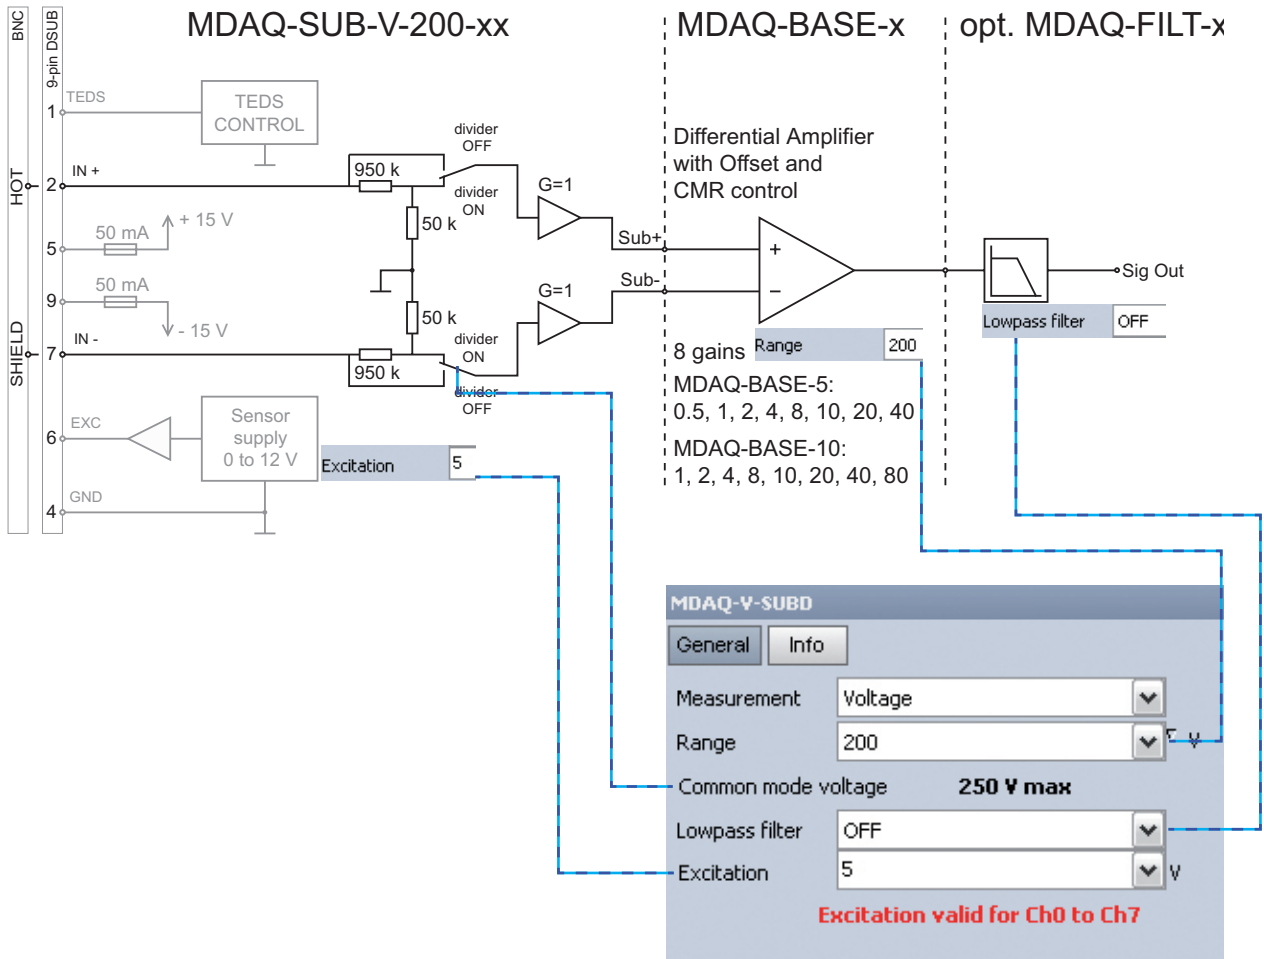 BNC
9-pin DSUB
MDAQ-SUB-V-200-xx
MDAQ-BASE-x
opt. MDAQ-FILT-x
1
TEDS
TEDS
CONTROL
HOT
2
IN +
950 k
divider
OFF
divider
ON
50 k
G=1
Sub+
Differential Amplifier
with Offset and
CMR control
+
−
5
50 mA
+ 15 V
9
50 mA
- 15 V
SHIELD
7
IN -
950 k
50 k
divider
ON
divider
OFF
G=1
Sub-
Sig Out
Lowpass filter OFF
8 gains
Range 200
MDAQ-BASE-5:
0.5, 1, 2, 4, 8, 10, 20, 40
MDAQ-BASE-10:
1, 2, 4, 8, 10, 20, 40, 80
6
EXC
Sensor
supply
0 to 12 V
Excitation 5
4
GND
MDAQ-V-SUBD
General Info
Measurement Voltage
Range 200 V
Common mode voltage 250 V max
Lowpass filter OFF
Excitation 5 V
Excitation valid for Ch0 to Ch7